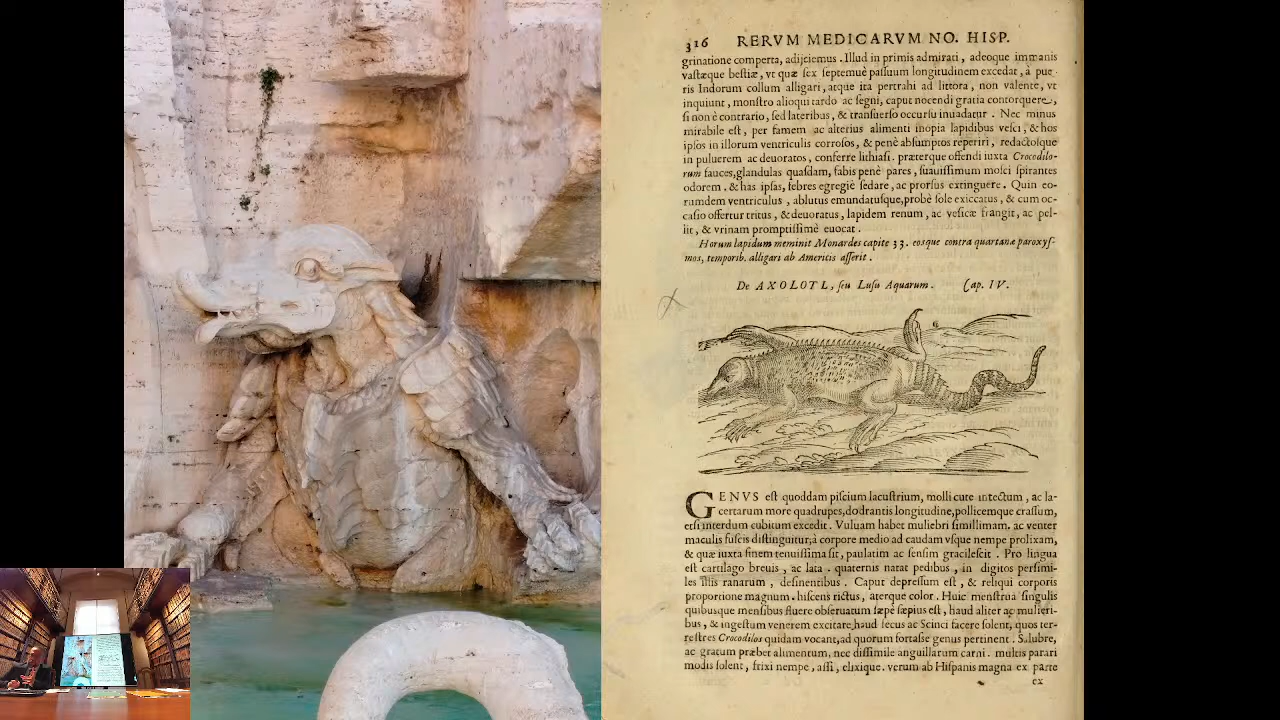 316 RERVM MEDICARVM NO. HISP.
grinatione comperta, adijciemus. Illud in primis admirati, adeoque immanis
vastæque bestiæ, vt quæ sex septemuè passuum longitudinem excedat, à pue-
ris Indorum collum alligari, atque ita pertrahi ad littora, non valente, vt
inquiunt, monstro alioqui tardo ac segni, caput nocendi gratia contorquere,
si non è contrario, sed lateribus, & transuerso occursu inuadatur. Nec minus
mirabile est, per famem ac alterius alimenti inopia lapidibus vesci, & hos
ipsos in illorum ventriculis corrosos, & penè absumptos reperiri, redactosque
in puluerem ac deuoratos, conferre lithiasi. præterque offendi iuxta Crocodilo-
rum fauces, glandulas quasdam, fabis penè pares, suauissimum mosci spirantes
odorem. & has ipsas, febres egregiè sedare, ac prorsus extinguere. Quin eo-
rumdem ventriculus, ablutus emundatusque, probè sole exiccatus, & cum oc-
casio offertur tritus, & deuoratus, lapidem renum, ac vesicæ frangit, ac pel-
lit, & vrinam promptissimè euocat.
Horum lapidum meminit Monardes capite 33. eosque contra quartanæ paroxys-
mos, temporib. alligari ab Americis asserit.
De AXOLOTL, seu Lusu Aquarum. Cap. IV.
GENVS est quoddam piscium lacustrium, molli cute intectum, ac la-
certarum more quadrupes, dodrantis longitudine, pollicemque crassum,
etsi interdum cubitum excedit. Vuluam habet muliebri simillimam. ac venter
maculis fuscis distinguitur, à corpore medio ad caudam vsque nempe prolixam,
& quæ iuxta finem tenuissima sit, paulatim ac sensim gracilescit. Pro lingua
est cartilago breuis, ac lata. quaternis natat pedibus, in digitos persimi-
les illis ranarum, desinentibus. Caput depressum est, & reliqui corporis
proportione magnum. hiscens rictus, aterque color. Huic menstrua singulis
quibusque mensibus fluere obseruatum sæpè sæpius est, haud aliter ac mulieri-
bus, & ingestum venerem excitare, haud secus ac Scinci facere solent, quos ter-
restres Crocodilos quidam vocant, ad quorum fortasse genus pertinent. Salubre,
ac gratum præbet alimentum, nec dissimile anguillarum carni. multis parari
modis solent, frixi nempe, assi, elixique. verum ab Hispanis magna ex parte
ex